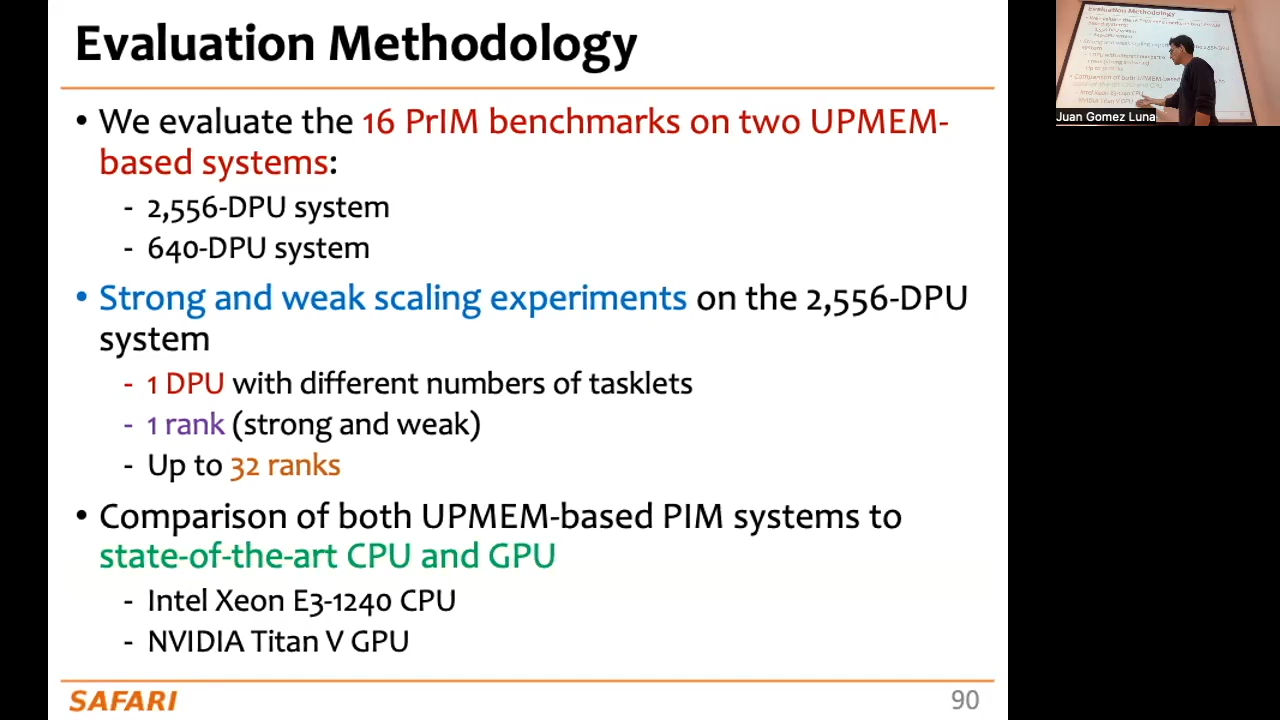 Evaluation Methodology
• We evaluate the 16 PrIM benchmarks on two UPMEM-
based systems:
- 2,556-DPU system
- 640-DPU system
• Strong and weak scaling experiments on the 2,556-DPU
system
- 1 DPU with different numbers of tasklets
- 1 rank (strong and weak)
- Up to 32 ranks
• Comparison of both UPMEM-based PIM systems to
state-of-the-art CPU and GPU
- Intel Xeon E3-1240 CPU
- NVIDIA Titan V GPU
SAFARI
90
Evaluation Methodology
Juan Gomez Luna